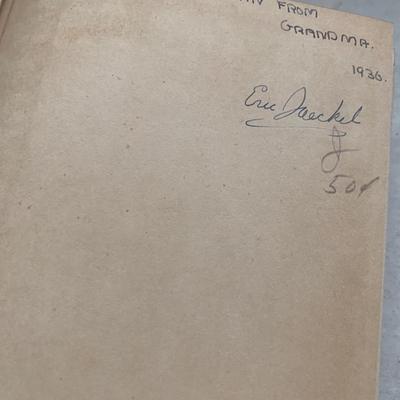 FROM
GRANDMA.
1936.
Eric Jaeckel
50¢